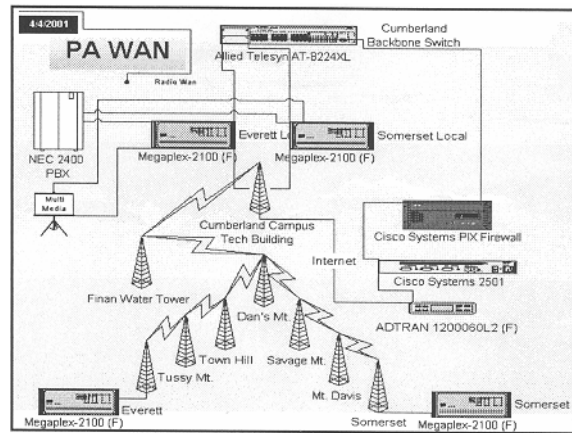 4/4/2001
PA WAN
Radio Wan
Cumberland
Backbone Switch
Allied Telesyn AT-8224XL
NEC 2400
PBX
Everett
Megaplex-2100 (F)
Somerset Local
Megaplex-2100 (F)
Multi
Media
Cumberland Campus
Tech Building
Cisco Systems PIX Firewall
Internet
Cisco Systems 2501
ADTRAN 1200060L2 (F)
Finan Water Tower
Dan's Mt.
Town Hill
Savage Mt.
Tussy Mt.
Mt. Davis
Everett
Megaplex-2100 (F)
Somerset
Somerset
Megaplex-2100 (F)